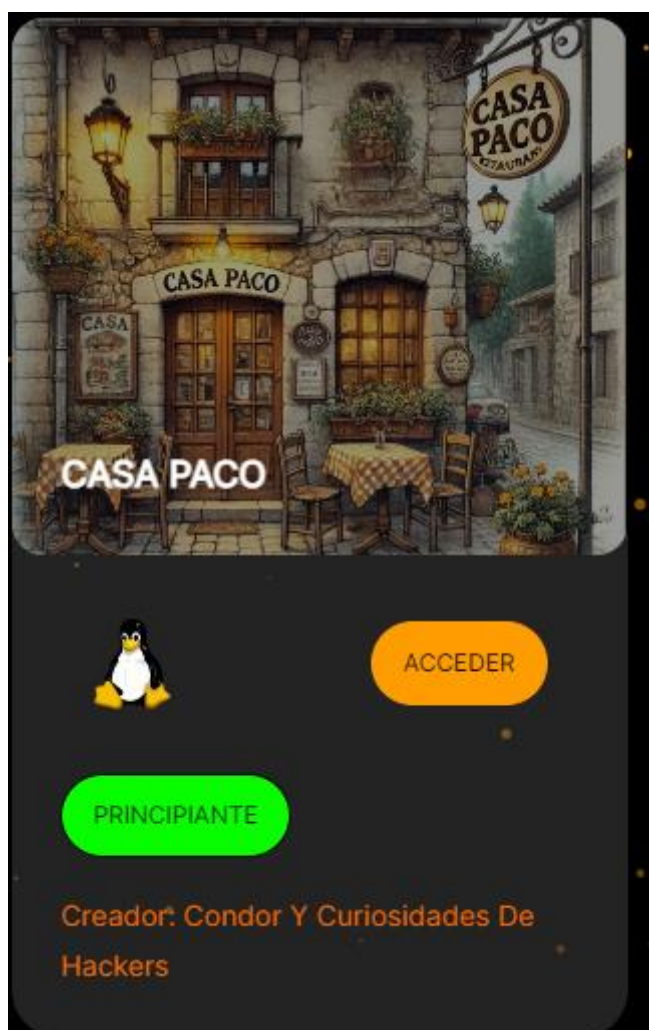 CASA
PACO
RESTAURANT
CASA PACO
CASA
CASA PACO
ACCEDER
PRINCIPIANTE
Creador: Condor Y Curiosidades De
Hackers